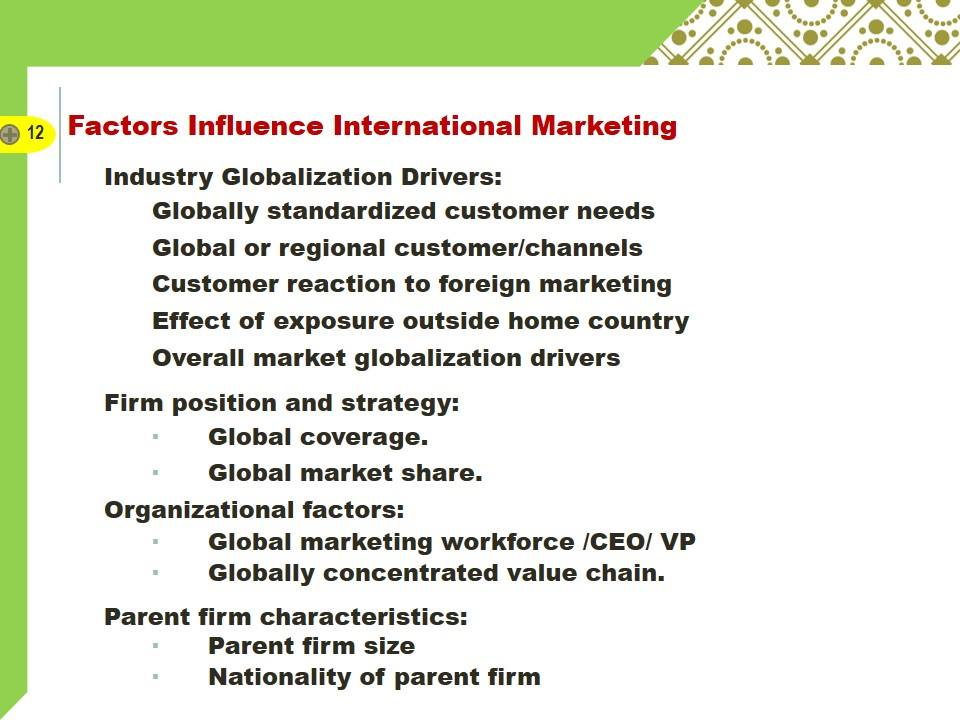 12
Factors Influence International Marketing
Industry Globalization Drivers:
Globally standardized customer needs
Global or regional customer/channels
Customer reaction to foreign marketing
Effect of exposure outside home country
Overall market globalization drivers
Firm position and strategy:
Global coverage.
Global market share.
Organizational factors:
Global marketing workforce /CEO/ VP
Globally concentrated value chain.
Parent firm characteristics:
Parent firm size
Nationality of parent firm